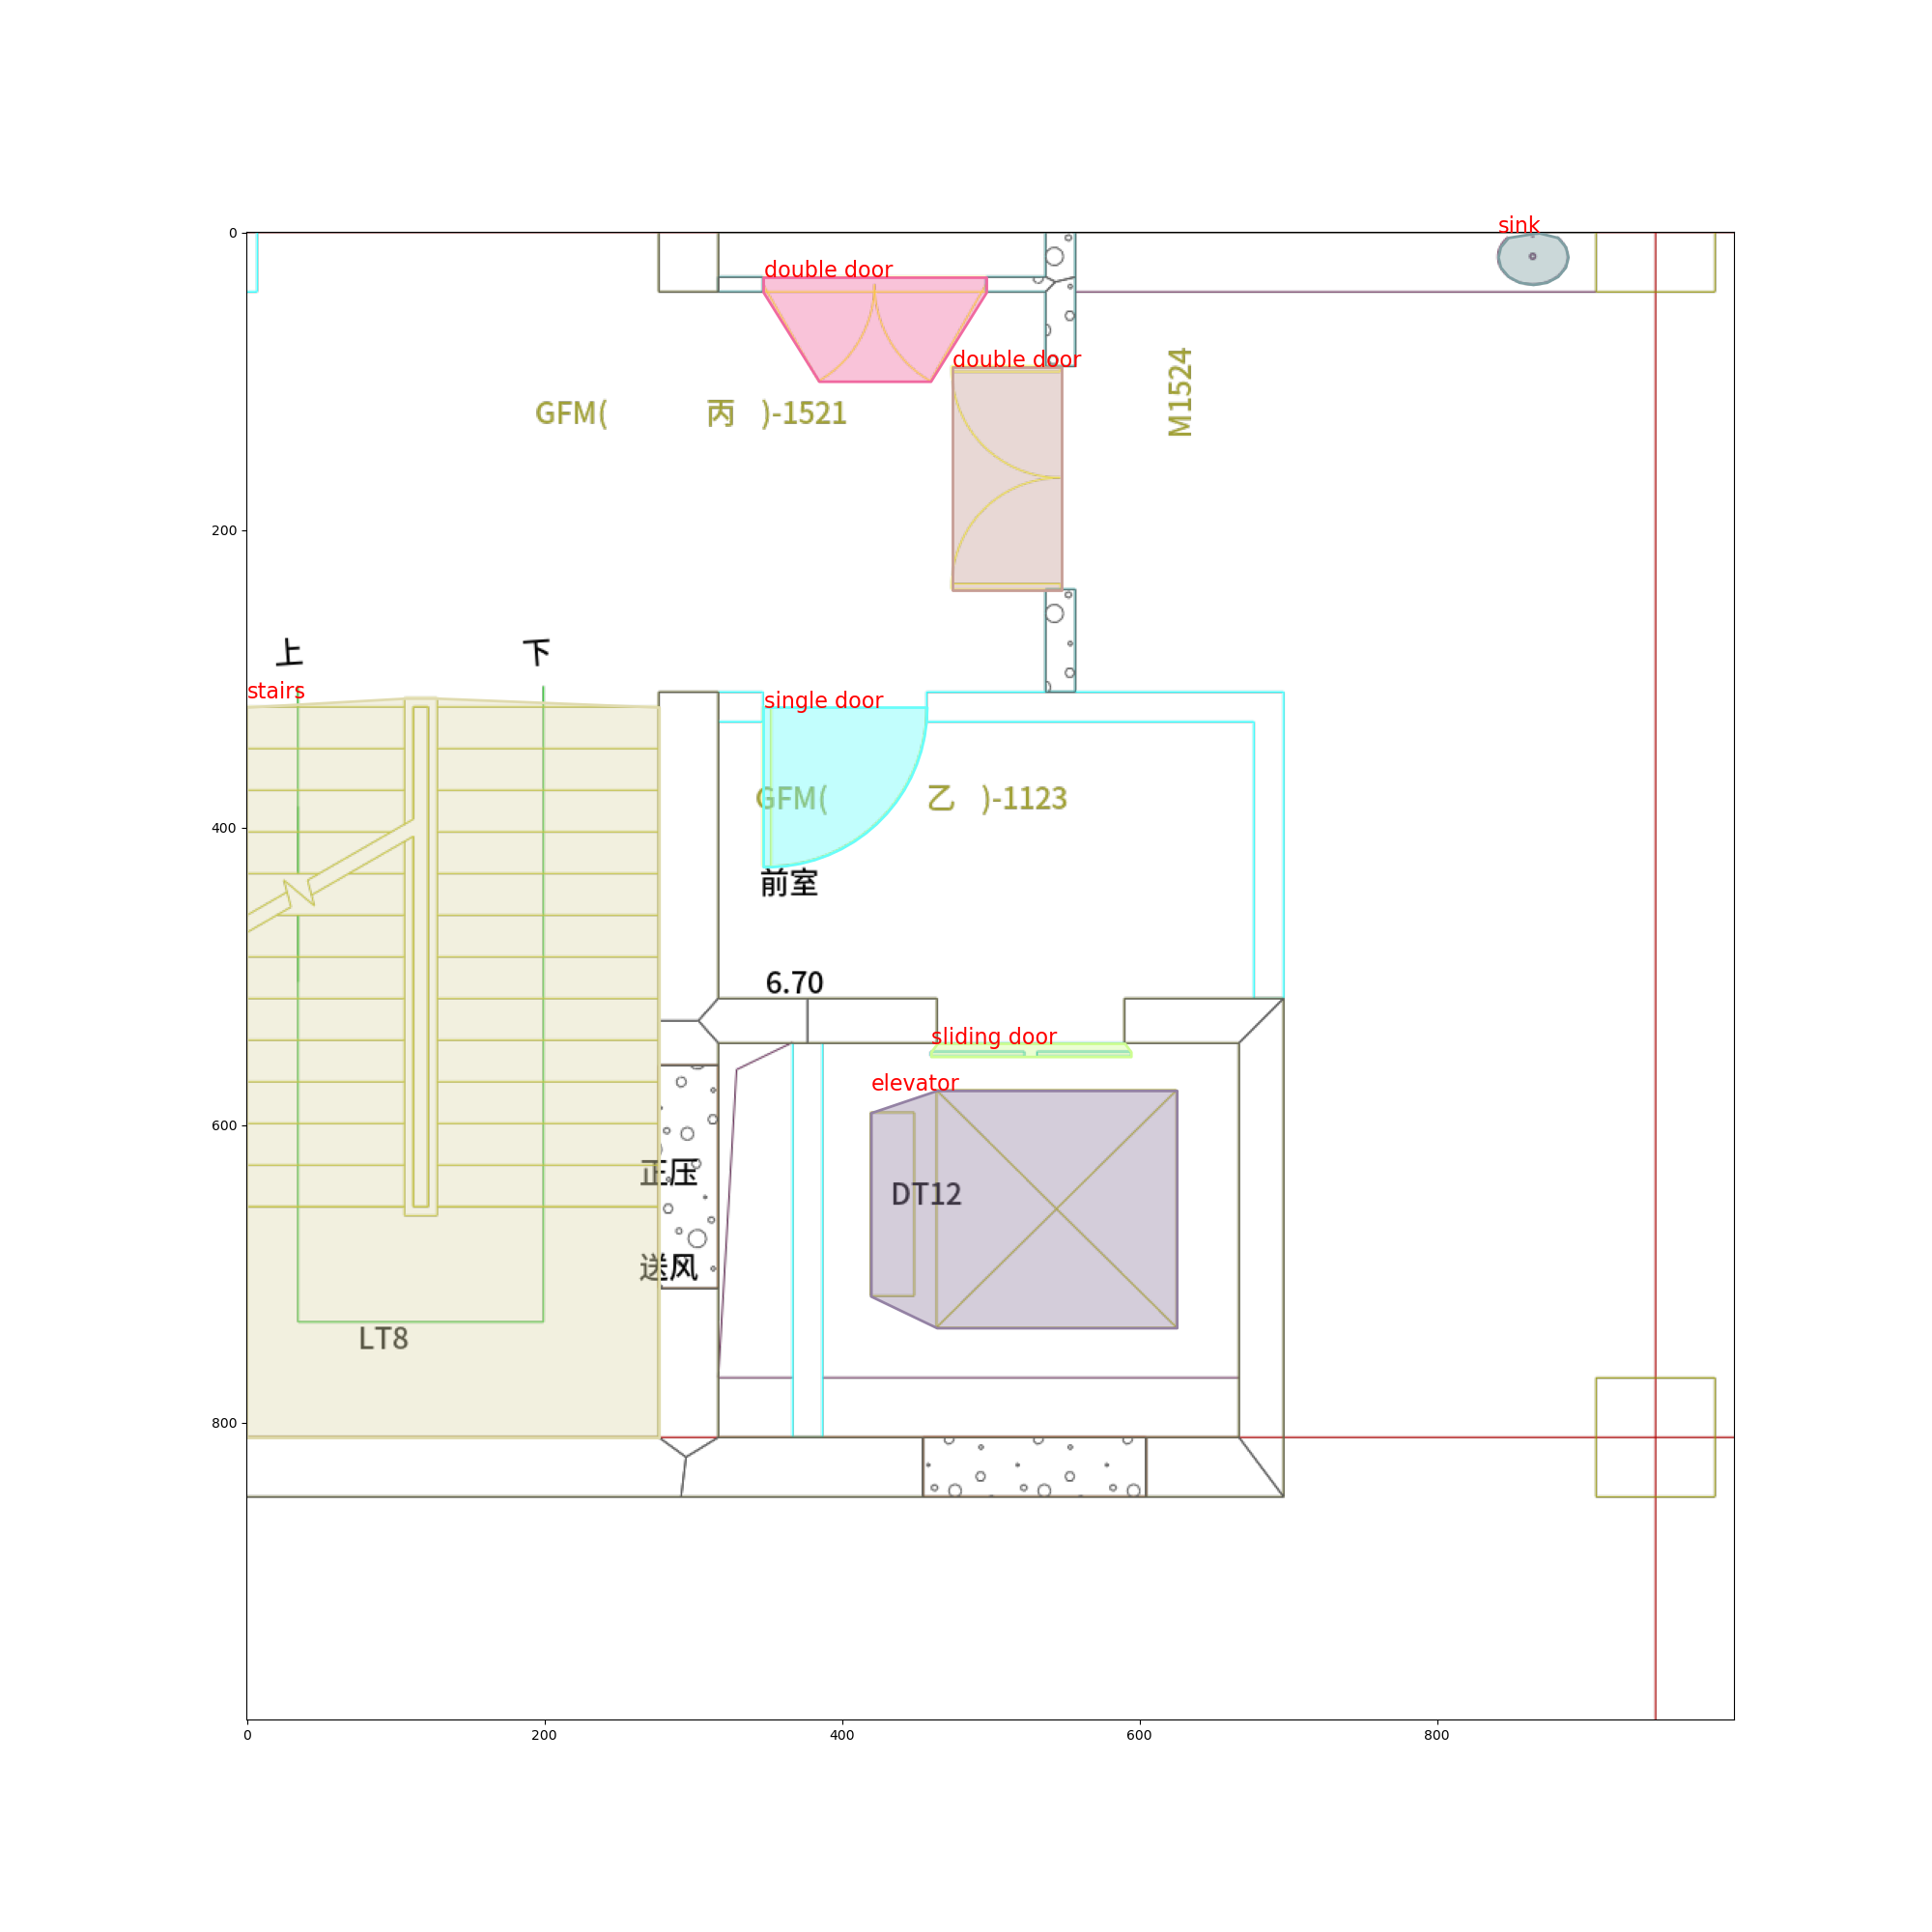 sink
0
double door
double door
M1524
GFM( 丙 )-1521
200
上
下
stairs
single door
GFM( 乙 )-1123
400
前室
6.70
sliding door
elevator
600
正压
DT12
送风
LT8
800
0
200
400
600
800